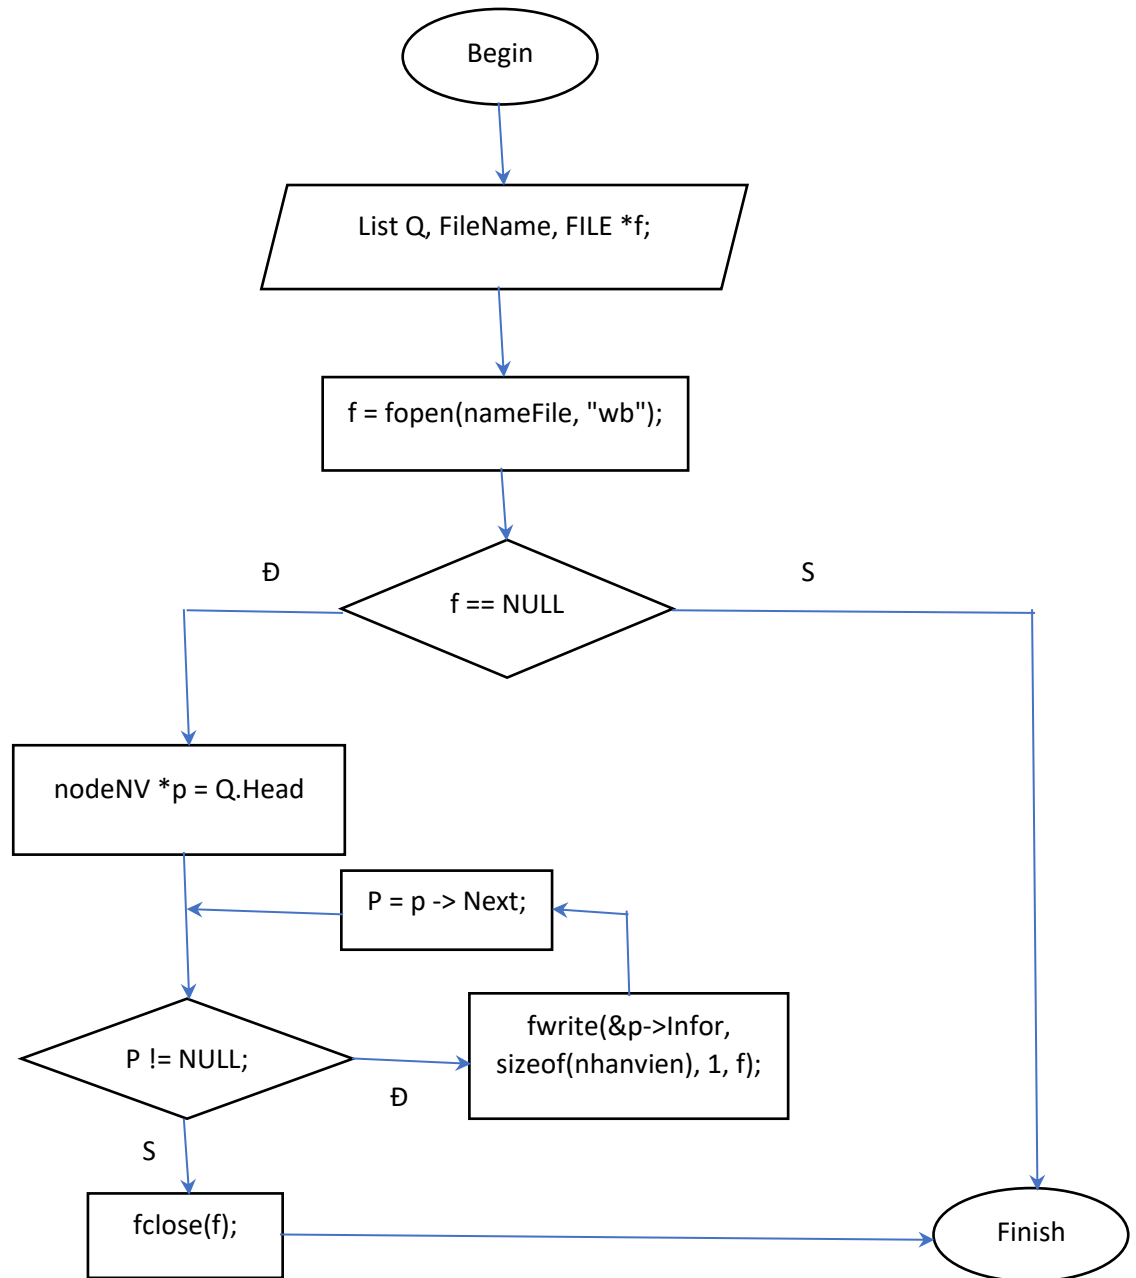 Begin
List Q, FileName, FILE *f;
f = fopen(nameFile, "wb");
Đ
S
f == NULL
nodeNV *p = Q.Head
P = p -> Next;
fwrite(&p->Infor,
sizeof(nhanvien), 1, f);
P != NULL;
Đ
S
fclose(f);
Finish